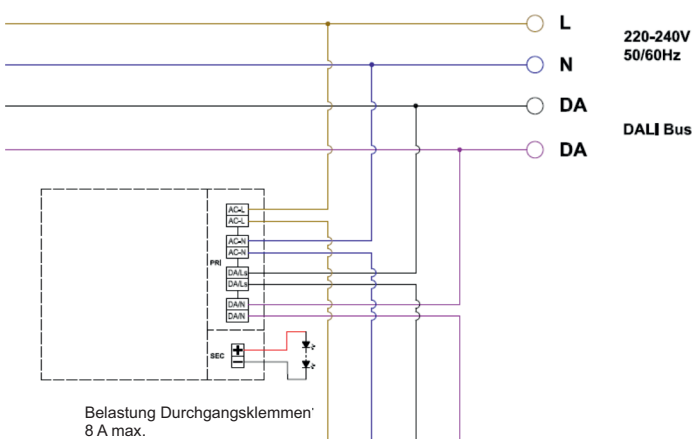 L
220-240V
50/60Hz
N
DA
DALI Bus
DA
AC-L
AC-L
AC-N
AC-N
PRI
DA/Ls
DA/Ls
DA/N
DA/N
SEC
+
−
Belastung Durchgangsklemmen
8 A max.